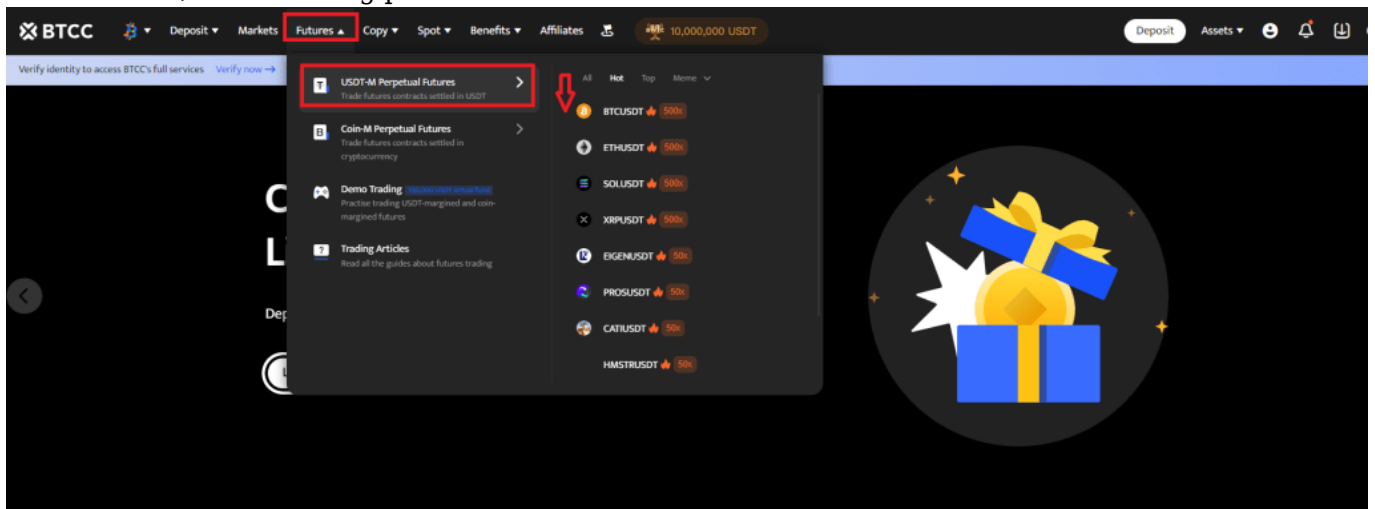 BTCC Deposit Markets Futures Copy Spot Benefits Affiliates 10,000,000 USDT Deposit Assets
Verify identity to access BTCC's full services Verify now →
USDT-M Perpetual Futures
Trade futures contracts settled in USDT
Coin-M Perpetual Futures
Trade futures contracts settled in
cryptocurrency
Demo Trading
Practise trading USDT-margined and coin-
margined futures
Trading Articles
Read all the guides about futures trading
All Hot Top Meme
BTCUSDT 500x
ETHUSDT 500x
SOLUSDT 500x
XRPUSDT 500x
EIGENUSDT 50x
PROSUSDT 50x
CATIUSDT 50x
HMSTRUSDT 50x
C
L
Dep